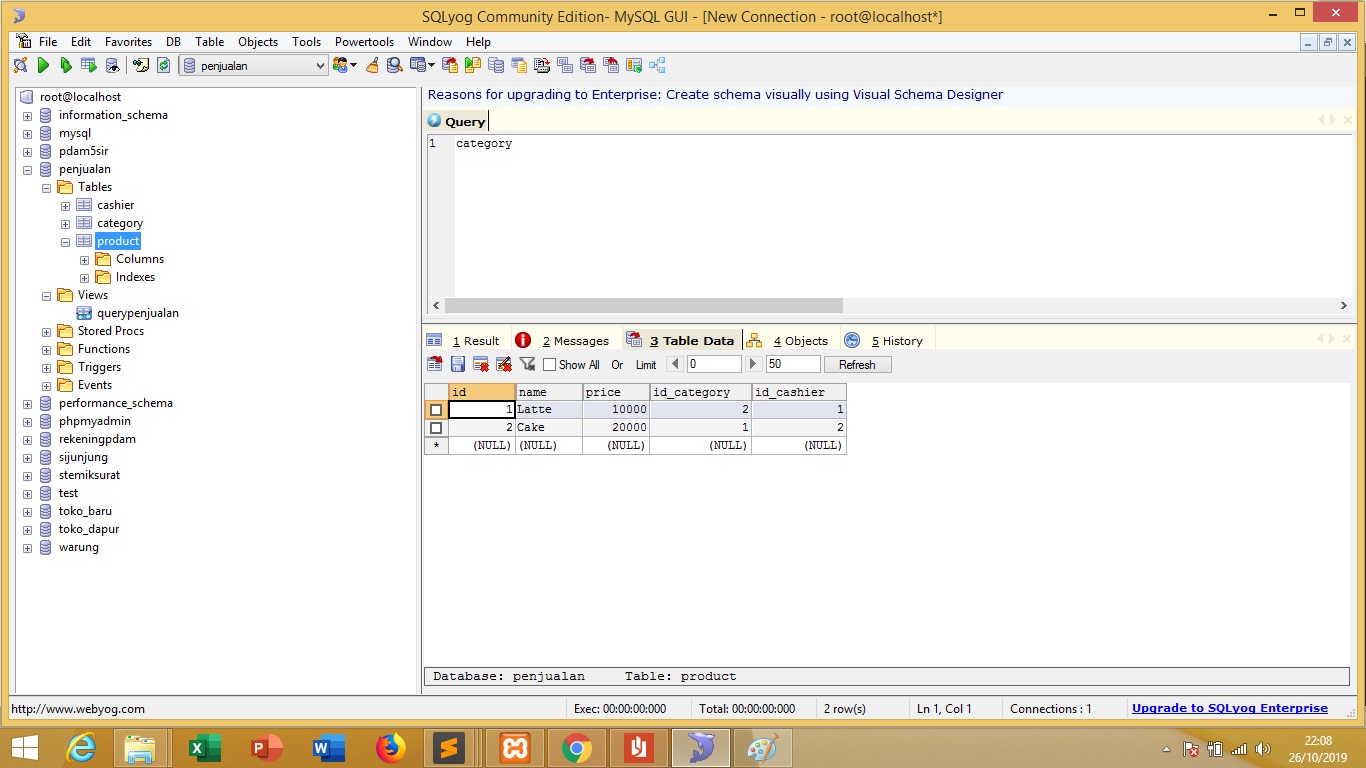 SQLyog Community Edition- MySQL GUI - [New Connection - root@localhost*]
File Edit Favorites DB Table Objects Tools Powertools Window Help
penjualan
root@localhost
information_schema
mysql
pdam5sir
penjualan
Tables
cashier
category
product
Columns
Indexes
Views
querypenjualan
Stored Procs
Functions
Triggers
Events
performance_schema
phpmyadmin
rekeningpdam
sijunjung
stemiksurat
test
toko_baru
toko_dapur
warung
Reasons for upgrading to Enterprise: Create schema visually using Visual Schema Designer
Query
1 category
1 Result 2 Messages 3 Table Data 4 Objects 5 History
Show All Or Limit 0 50 Refresh
id name price id_category id_cashier
1 Latte 10000 2 1
2 Cake 20000 1 2
* (NULL) (NULL) (NULL) (NULL) (NULL)
Database: penjualan Table: product
http://www.webyog.com Exec: 00:00:00:000 Total: 00:00:00:000 2 row(s) Ln 1, Col 1 Connections : 1 Upgrade to SQLyog Enterprise
22:08
26/10/2019